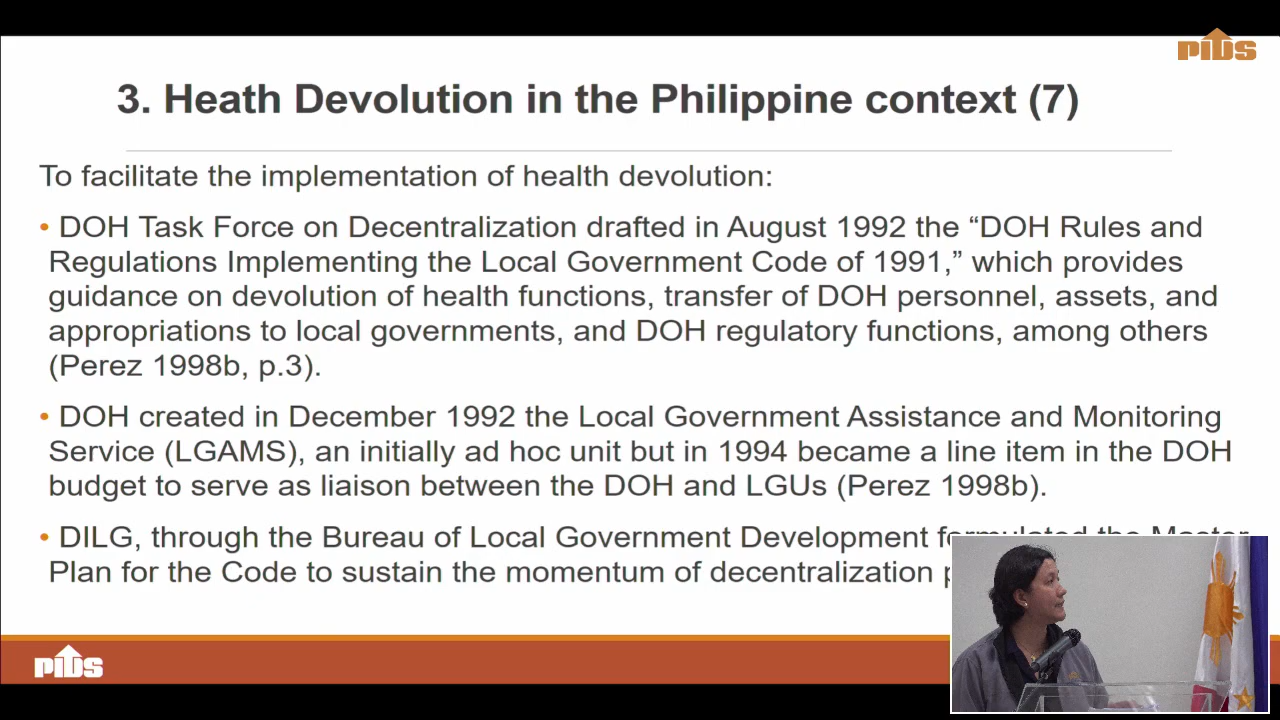 PIDS
3. Heath Devolution in the Philippine context (7)
To facilitate the implementation of health devolution:
• DOH Task Force on Decentralization drafted in August 1992 the “DOH Rules and
Regulations Implementing the Local Government Code of 1991,” which provides
guidance on devolution of health functions, transfer of DOH personnel, assets, and
appropriations to local governments, and DOH regulatory functions, among others
(Perez 1998b, p.3).
• DOH created in December 1992 the Local Government Assistance and Monitoring
Service (LGAMS), an initially ad hoc unit but in 1994 became a line item in the DOH
budget to serve as liaison between the DOH and LGUs (Perez 1998b).
• DILG, through the Bureau of Local Government Development formulated the Master
Plan for the Code to sustain the momentum of decentralization
PIDS